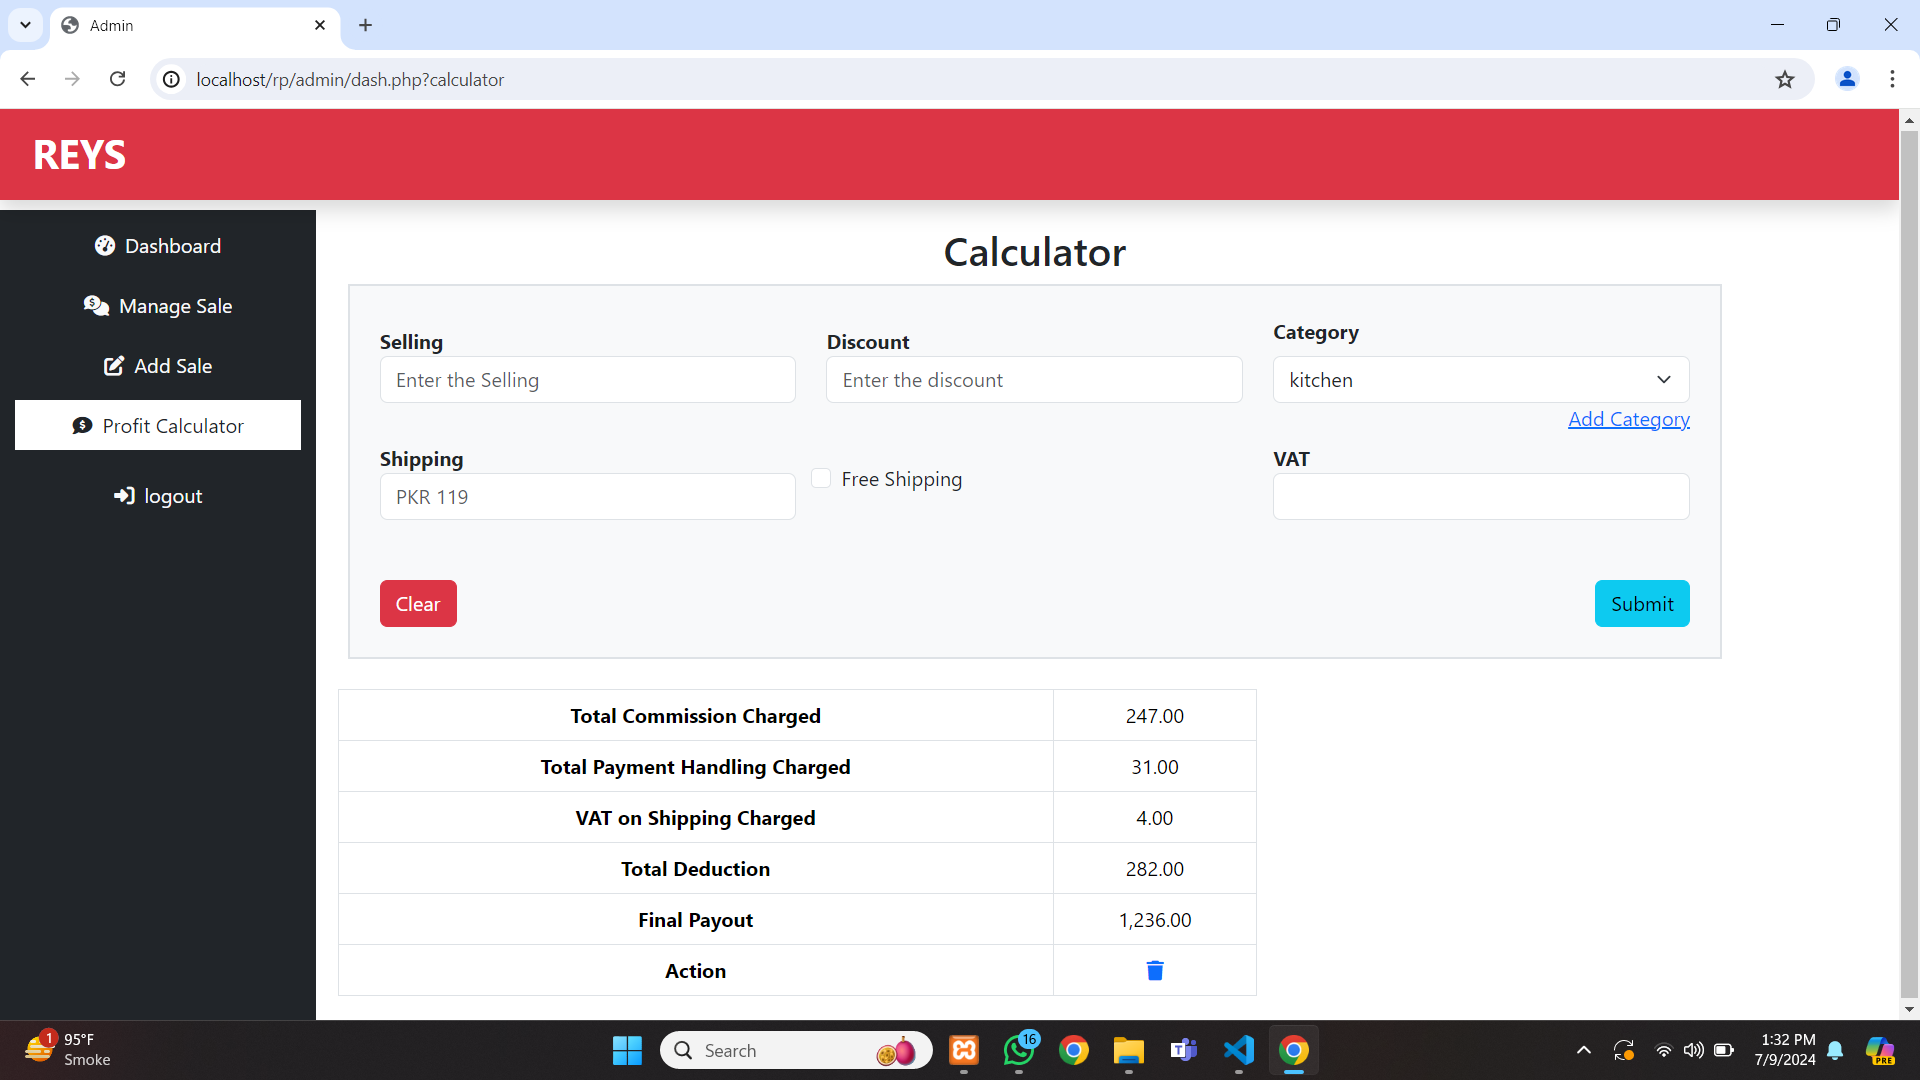 Admin
localhost/rp/admin/dash.php?calculator
REYS
Dashboard
Manage Sale
Add Sale
Profit Calculator
logout
Calculator
Selling
Enter the Selling
Discount
Enter the discount
Category
kitchen
Add Category
Shipping
PKR 119
Free Shipping
VAT
Clear
Submit
Total Commission Charged 247.00
Total Payment Handling Charged 31.00
VAT on Shipping Charged 4.00
Total Deduction 282.00
Final Payout 1,236.00
Action
1
95°F
Smoke
Search
16
1:32 PM
7/9/2024
PRE